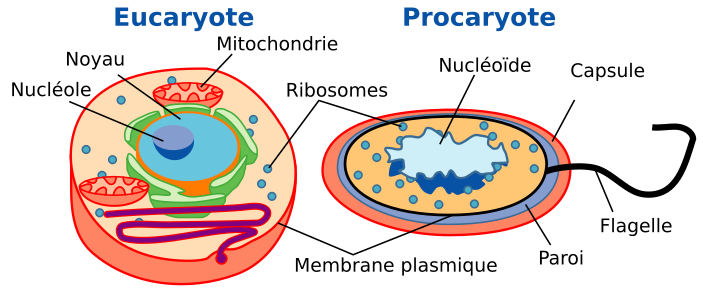 Eucaryote
Procaryote
Mitochondrie
Noyau
Nucléole
Ribosomes
Nucléoïde
Capsule
Membrane plasmique
Paroi
Flagelle